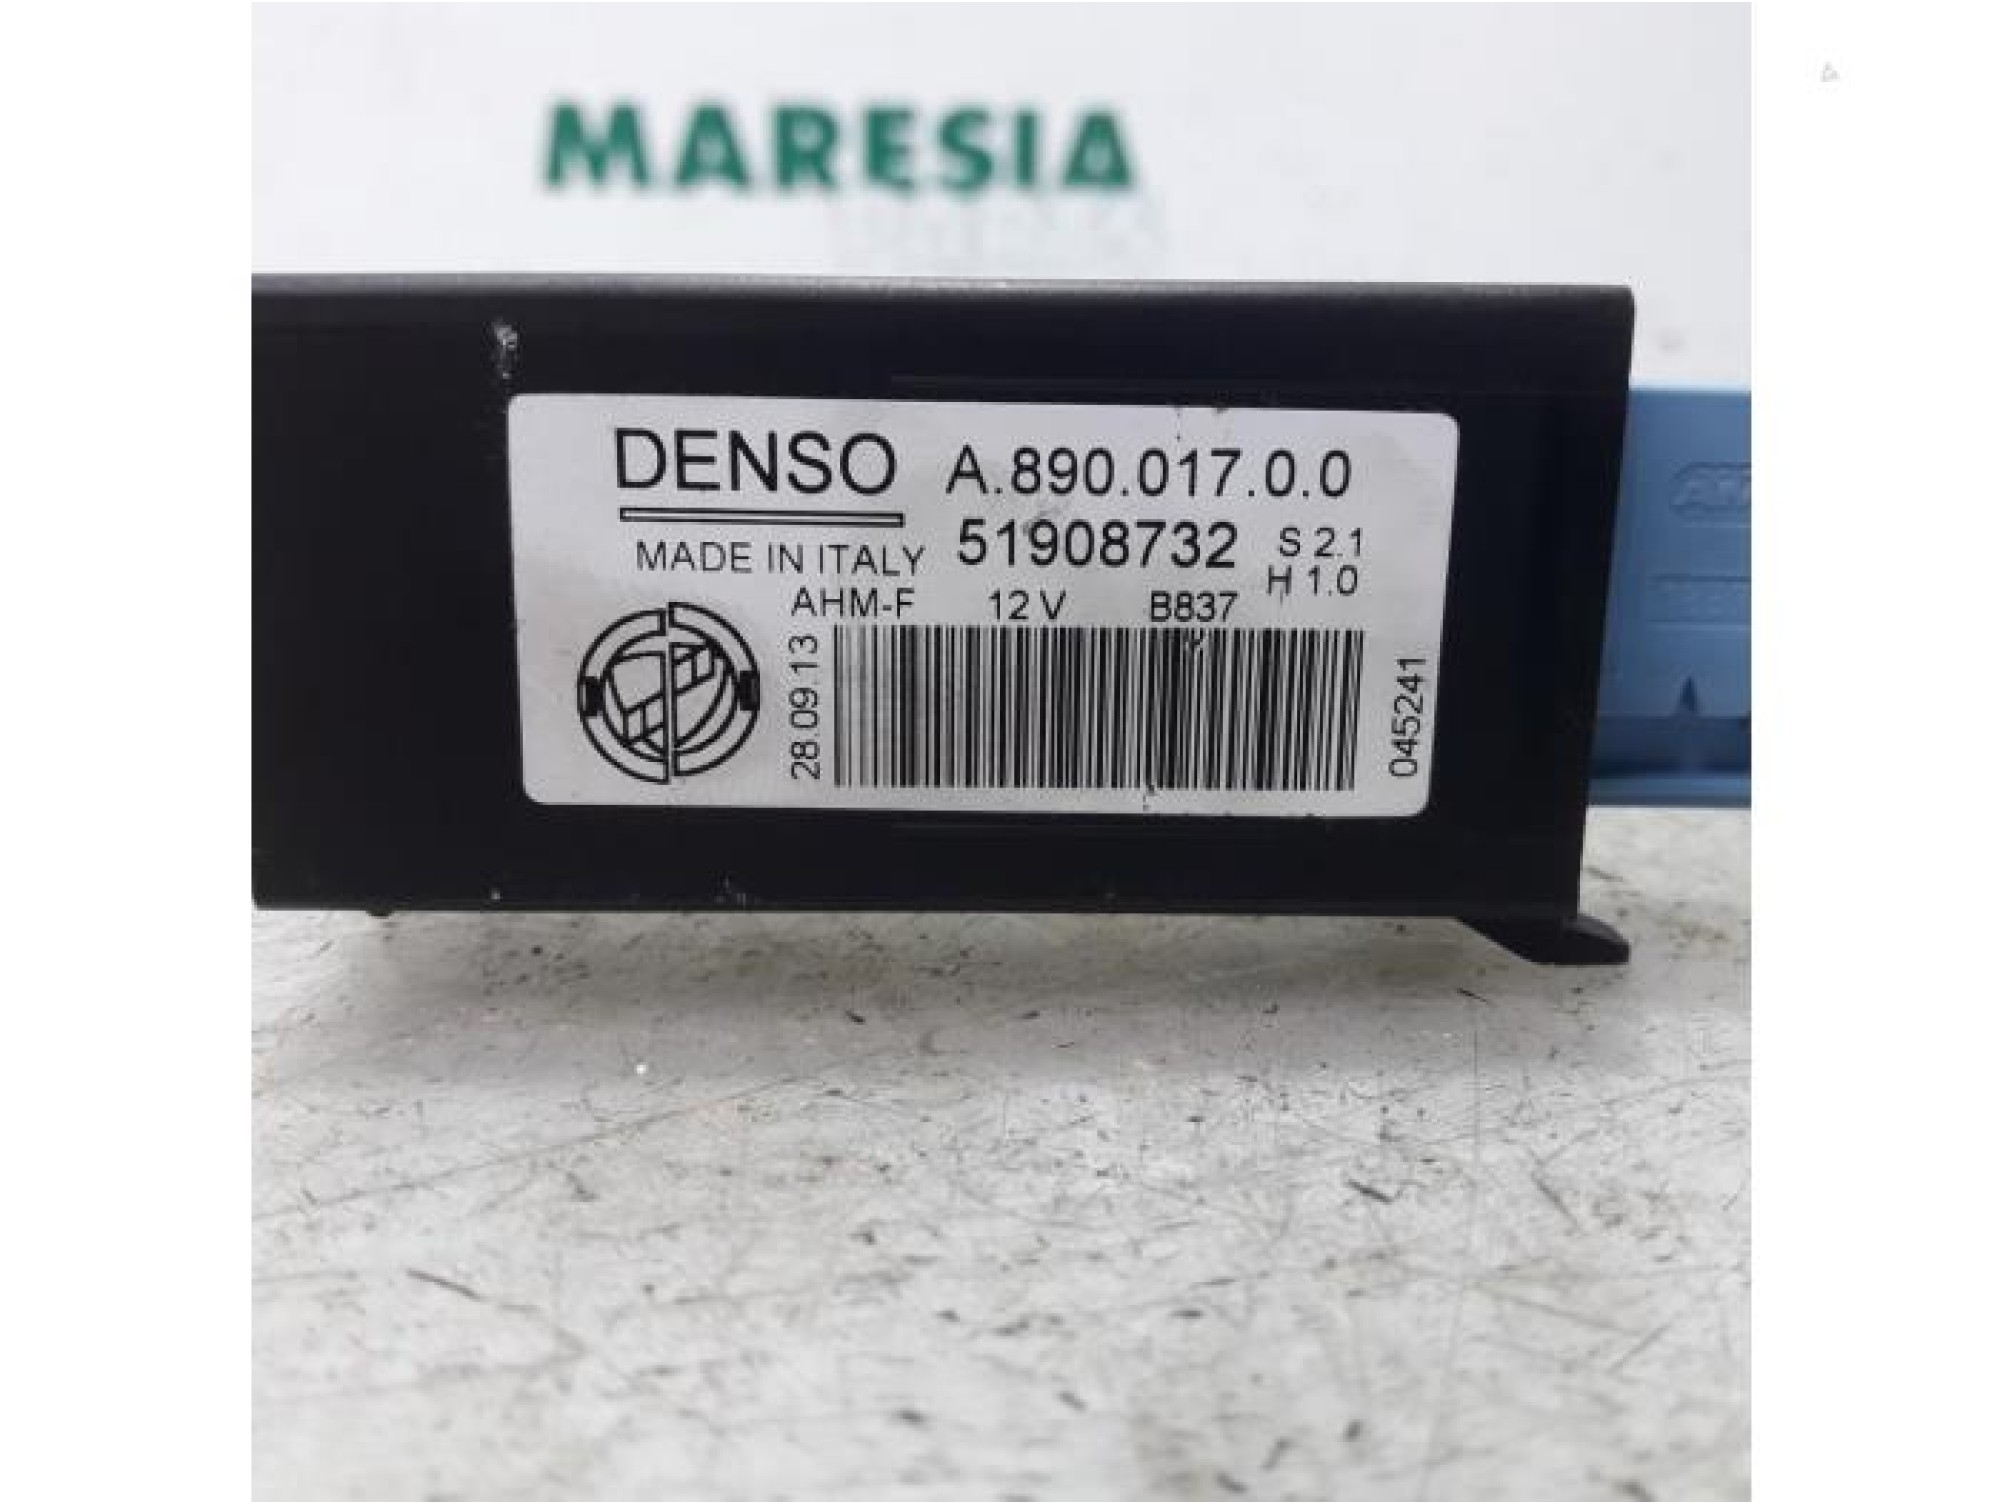 MARESIA
DENSO A.890.017.0.0
MADE IN ITALY 51908732 S 2.1
H 1.0
AHM-F 12 V B837
28.09.13
045241